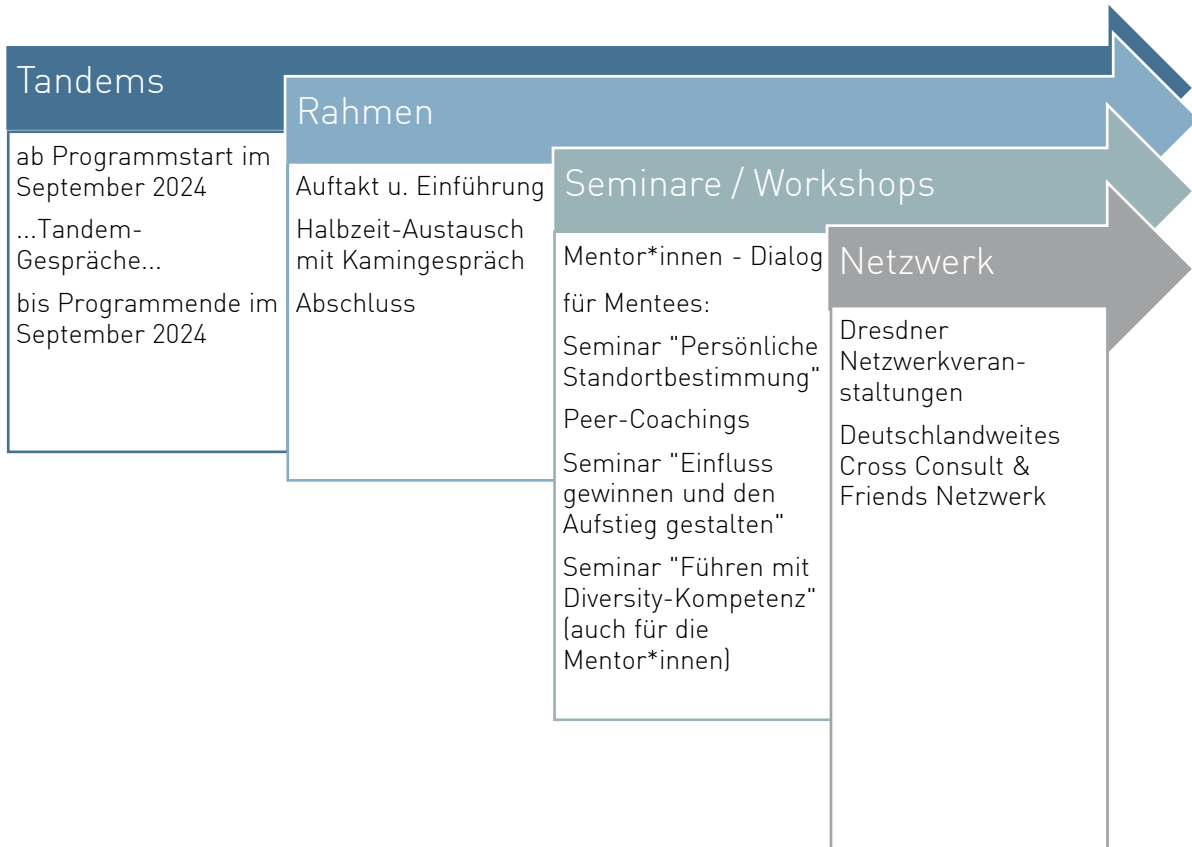 Tandems
ab Programmstart im
September 2024
...Tandem-
Gespräche...
bis Programmende im
September 2024
Rahmen
Auftakt u. Einführung
Halbzeit-Austausch
mit Kamingespräch
Abschluss
Seminare / Workshops
Mentor*innen - Dialog
für Mentees:
Seminar "Persönliche
Standortbestimmung"
Peer-Coachings
Seminar "Einfluss
gewinnen und den
Aufstieg gestalten"
Seminar "Führen mit
Diversity-Kompetenz"
(auch für die
Mentor*innen)
Netzwerk
Dresdner
Netzwerkveran-
staltungen
Deutschlandweites
Cross Consult &
Friends Netzwerk